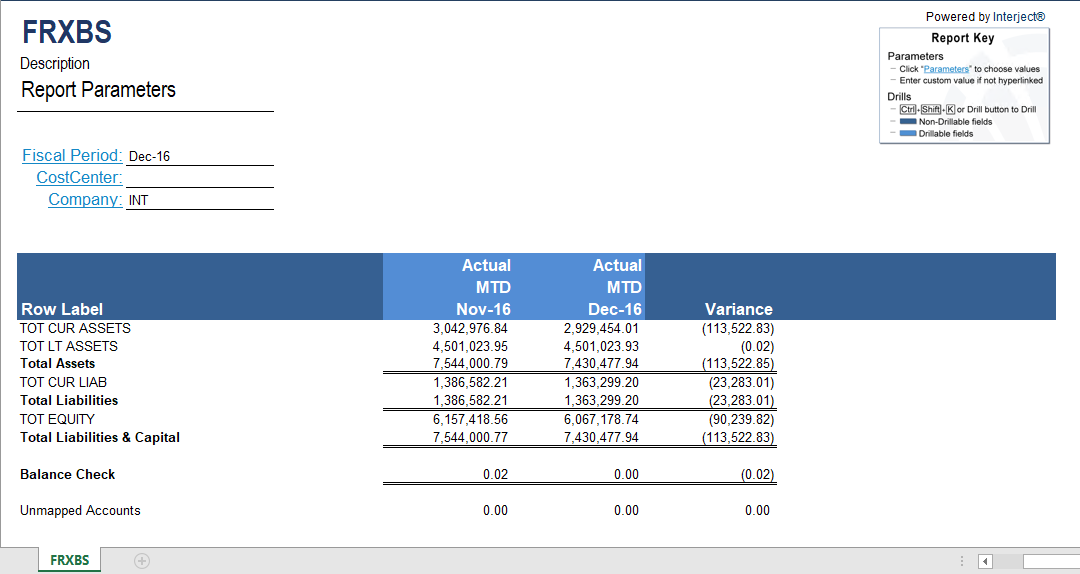 Powered by Interject®
FRXBS
Description
Report Parameters
Report Key
Parameters
– Click "Parameters" to choose values
– Enter custom value if not hyperlinked
Drills
– Ctrl+Shift+K or Drill button to Drill
– Non-Drillable fields
– Drillable fields
Fiscal Period: Dec-16
CostCenter:
Company: INT
Actual Actual
MTD MTD
Row Label Nov-16 Dec-16 Variance
TOT CUR ASSETS 3,042,976.84 2,929,454.01 (113,522.83)
TOT LT ASSETS 4,501,023.95 4,501,023.93 (0.02)
Total Assets 7,544,000.79 7,430,477.94 (113,522.85)
TOT CUR LIAB 1,386,582.21 1,363,299.20 (23,283.01)
Total Liabilities 1,386,582.21 1,363,299.20 (23,283.01)
TOT EQUITY 6,157,418.56 6,067,178.74 (90,239.82)
Total Liabilities & Capital 7,544,000.77 7,430,477.94 (113,522.83)
Balance Check 0.02 0.00 (0.02)
Unmapped Accounts 0.00 0.00 0.00
FRXBS